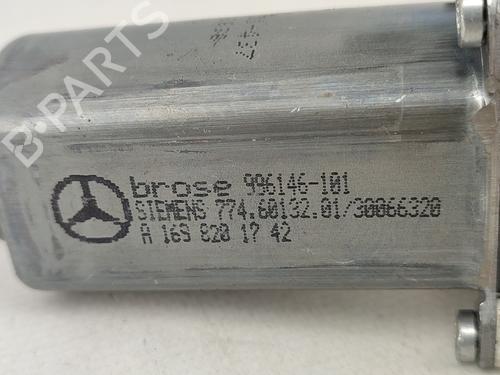 B-PARTS
brose 996146-101
SIEMENS 774.60132.01/30066320
A 169 820 17 42